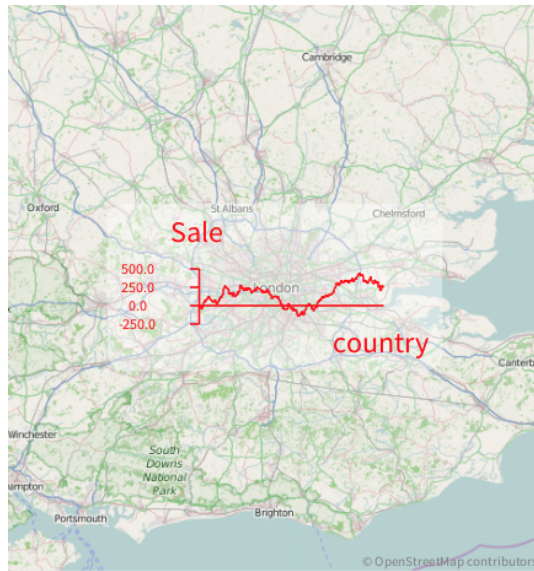 Cambridge
Oxford
St Albans
Chelmsford
Sale
500.0
250.0
London
0.0
-250.0
country
Canterb
Winchester
South
Downs
National
Park
ampton
Portsmouth
Brighton
© OpenStreetMap contributors